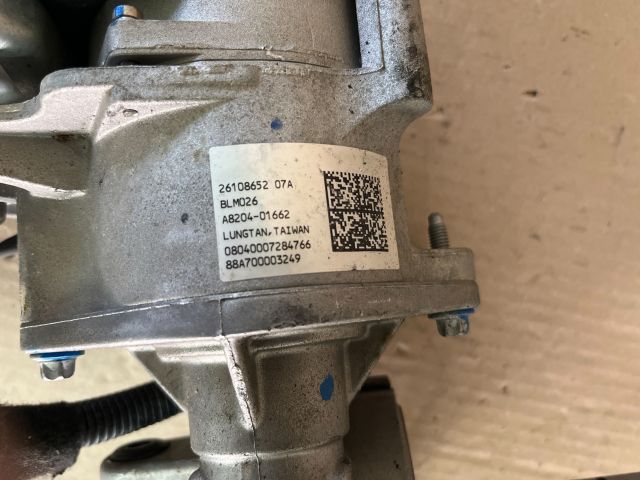 26108652 07A
BLM026
A8204-01662
LUNGTAN,TAIWAN
08040007284766
88A700003249